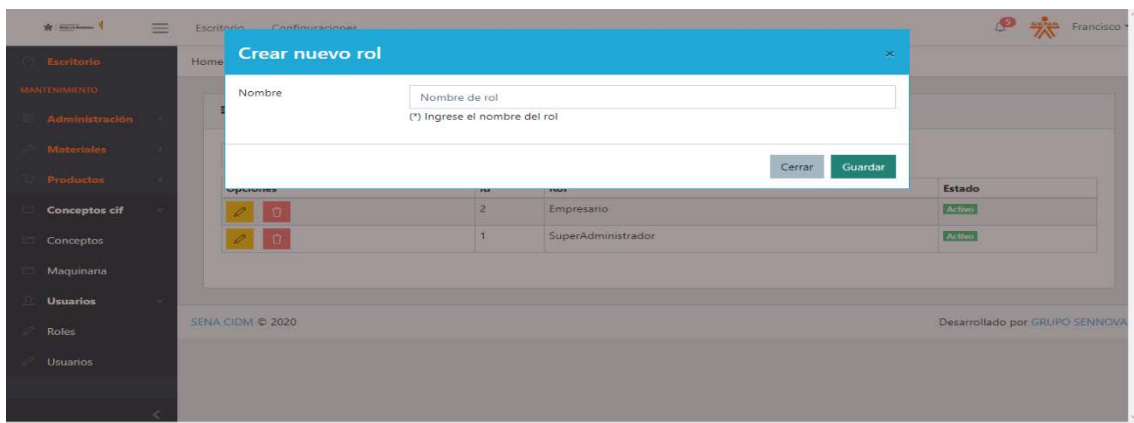 Escritorio Configuraciones
5
SENA
Francisco
Escritorio
Home
Crear nuevo rol
×
MANTENIMIENTO
Nombre
Nombre de rol
(*) Ingrese el nombre del rol
Administración
Materiales
Cerrar Guardar
Productos
Opciones Id Rol Estado
Conceptos cif
2 Empresario Activo
Conceptos
1 SuperAdministrador Activo
Maquinaria
Usuarios
SENA CIDM © 2020
Desarrollado por GRUPO SENNOVA
Roles
Usuarios